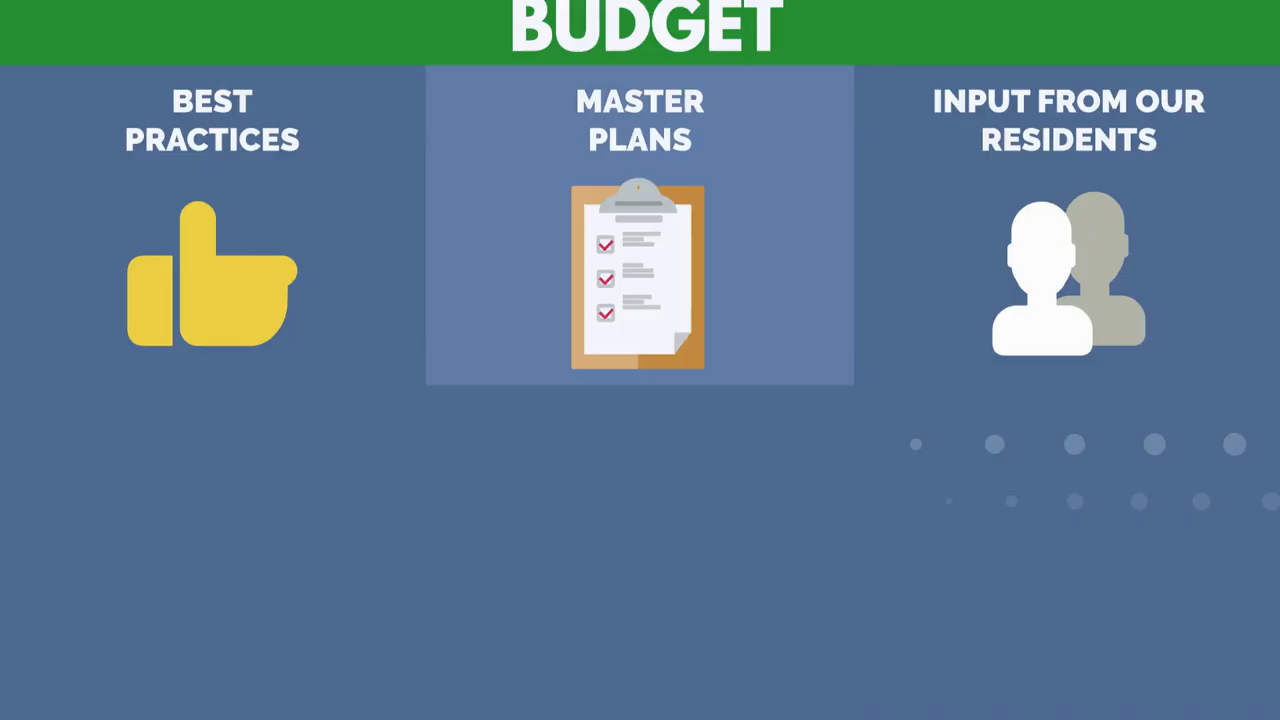 BUDGET
BEST
PRACTICES
MASTER
PLANS
INPUT FROM OUR
RESIDENTS